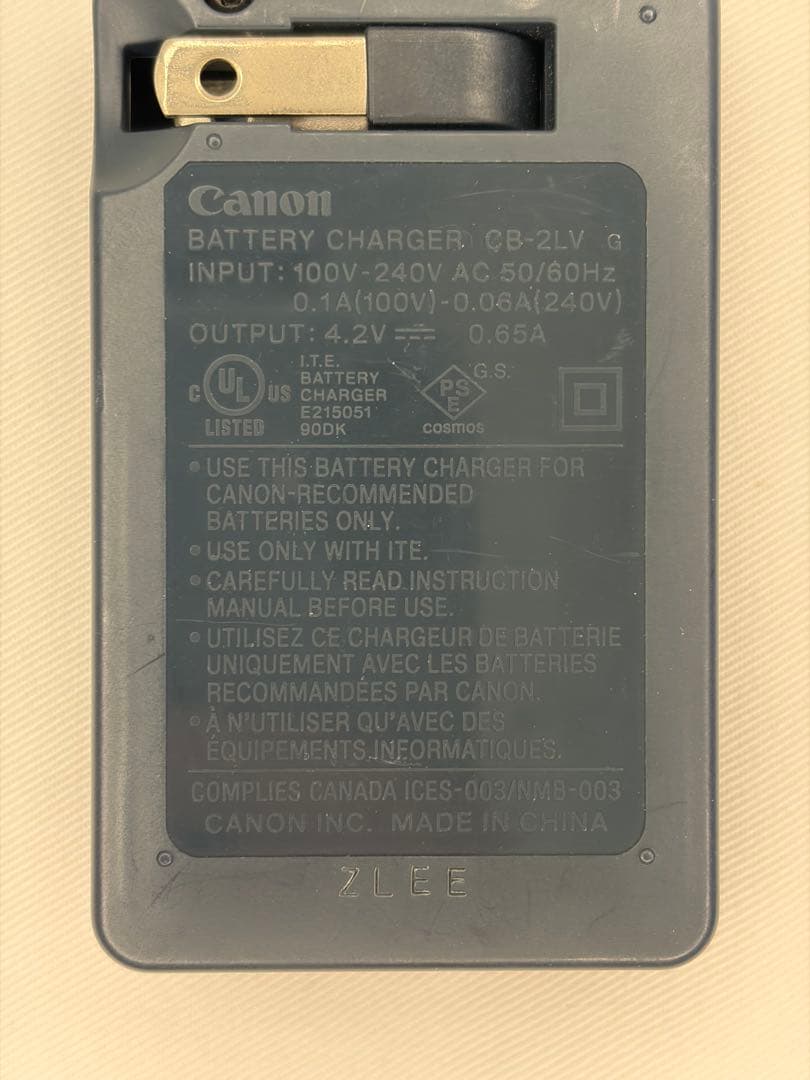 Canon
BATTERY CHARGER CB-2LV G
INPUT: 100V-240V AC 50/60Hz
0.1A(100V)-0.06A(240V)
OUTPUT: 4.2V ⎓ 0.65A
C UL US
LISTED
I.T.E.
BATTERY
CHARGER
E215051
90DK
PSE
G.S.
cosmos
• USE THIS BATTERY CHARGER FOR
CANON-RECOMMENDED
BATTERIES ONLY.
• USE ONLY WITH ITE.
• CAREFULLY READ INSTRUCTION
MANUAL BEFORE USE.
• UTILISEZ CE CHARGEUR DE BATTERIE
UNIQUEMENT AVEC LES BATTERIES
RECOMMANDÉES PAR CANON.
• À N'UTILISER QU'AVEC DES
ÉQUIPEMENTS INFORMATIQUES.
COMPLIES CANADA ICES-003/NMB-003
CANON INC. MADE IN CHINA
ZLEE